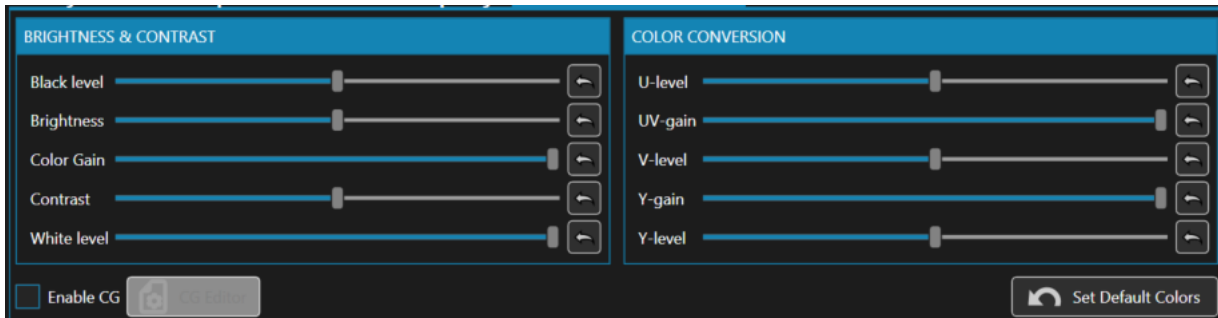 BRIGHTNESS & CONTRAST
Black level
Brightness
Color Gain
Contrast
White level
COLOR CONVERSION
U-level
UV-gain
V-level
Y-gain
Y-level
Enable CG
CG Editor
Set Default Colors